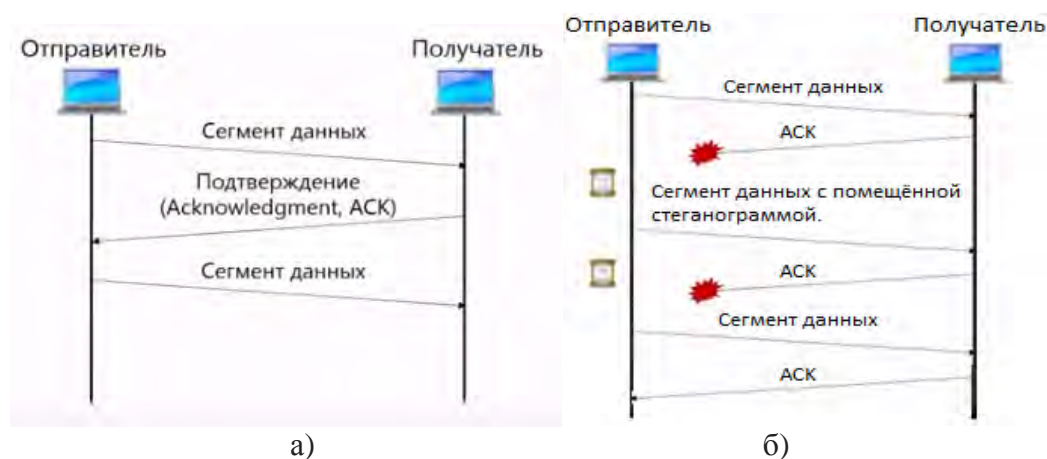 Отправитель
Получатель
Сегмент данных
Подтверждение
(Acknowledgment, ACK)
Сегмент данных
а)
Отправитель
Получатель
Сегмент данных
ACK
Сегмент данных с помещённой
стеганограммой.
ACK
Сегмент данных
ACK
б)